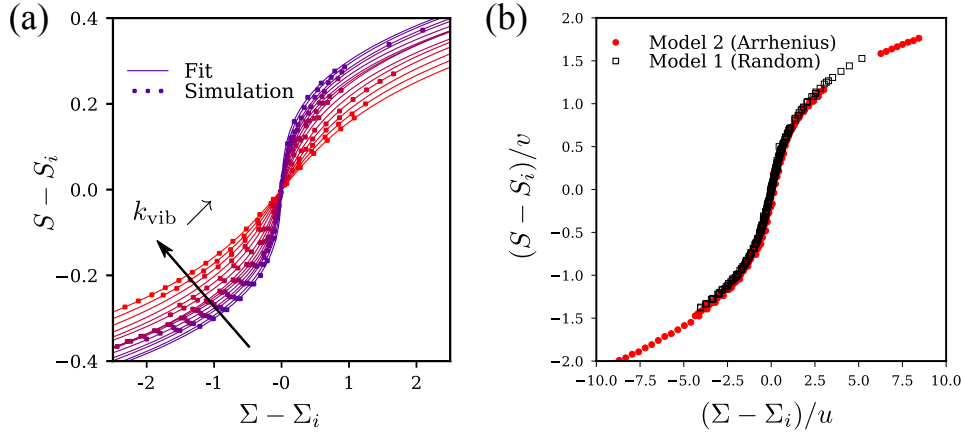 (a)
0.4
0.2
0.0
−0.2
−0.4
S − S_i
Fit
Simulation
k_vib ↗
-2
-1
-0
1
2
Σ − Σ_i
(b)
2.0
1.5
1.0
0.5
0.0
−0.5
−1.0
−1.5
−2.0
(S − S_i)/v
Model 2 (Arrhenius)
Model 1 (Random)
−10.0
−7.5
−5.0
−2.5
0.0
2.5
5.0
7.5
10.0
(Σ − Σ_i)/u